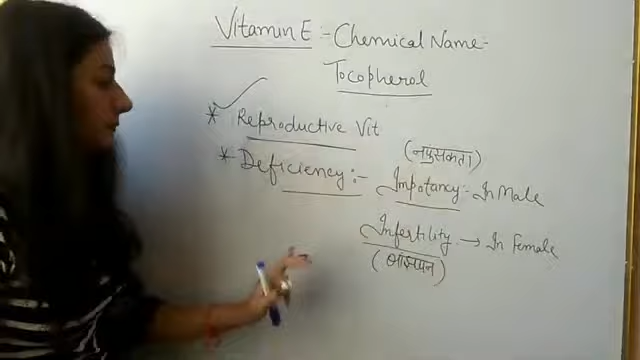 Vitamin E :- Chemical Name-
Tocopherol
* Reproductive Vit
(नपुंसकता)
* Deficiency :- Impotancy - In Male
Infertility → In Female
(बांझपन)